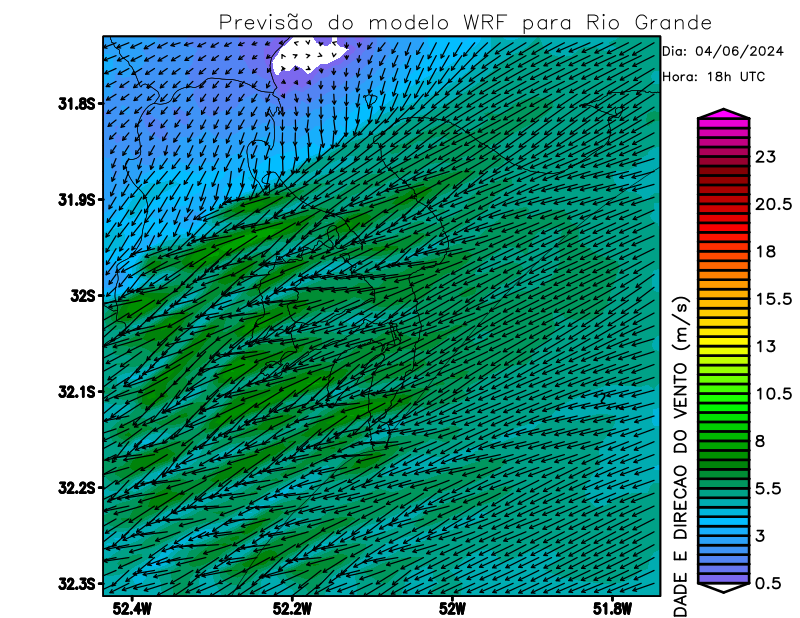 Previsão do modelo WRF para Rio Grande
Dia: 04/06/2024
Hora: 18h UTC
31.8S
31.9S
32S
32.1S
32.2S
32.3S
52.4W
52.2W
52W
51.8W
DADE E DIRECAO DO VENTO (m/s)
23
20.5
18
15.5
13
10.5
8
5.5
3
0.5